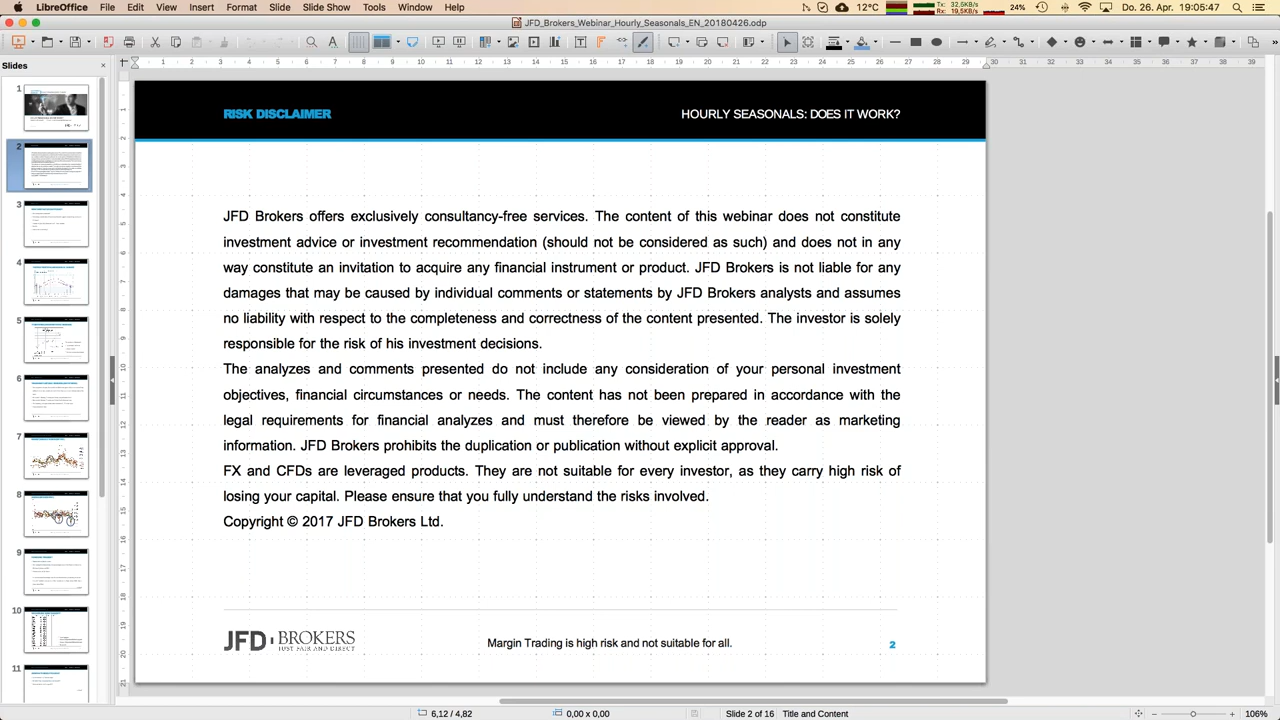 LibreOffice File Edit View Insert Format Slide Slide Show Tools Window Help
12°C Tx: 32,5KB/s Rx: 19,5KB/s 24% Do. 26. Apr. 19:05:47
JFD_Brokers_Webinar_Hourly_Seasonals_EN_20180426.odp
Slides
RISK DISCLAIMER
HOURLY SEASONALS: DOES IT WORK?
JFD Brokers offers exclusively consultancy-free services. The content of this webinar does not constitute
investment advice or investment recommendation (should not be considered as such) and does not in any
way constitute an invitation to acquire any financial instrument or product. JFD Brokers is not liable for any
damages that may be caused by individual comments or statements by JFD Brokers analysts and assumes
no liability with respect to the completeness and correctness of the content presented. The investor is solely
responsible for the risk of his investment decisions.
The analyzes and comments presented do not include any consideration of your personal investment
objectives, financial circumstances or needs. The content has not been prepared in accordance with the
legal requirements for financial analyzes and must therefore be viewed by the reader as marketing
information. JFD Brokers prohibits the duplication or publication without explicit approval.
FX and CFDs are leveraged products. They are not suitable for every investor, as they carry high risk of
losing your capital. Please ensure that you fully understand the risks involved.
Copyright © 2017 JFD Brokers Ltd.
JFD BROKERS
JUST FAIR AND DIRECT
Margin Trading is high risk and not suitable for all.
2
6,12 / 4,82 0,00 x 0,00 Slide 2 of 16 Title and Content 106%